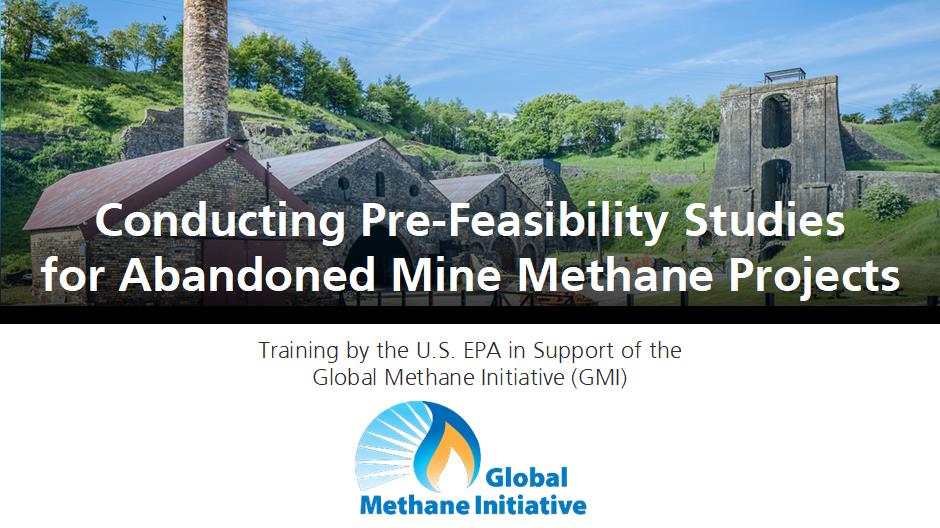 Conducting Pre-Feasibility Studies
for Abandoned Mine Methane Projects
Training by the U.S. EPA in Support of the
Global Methane Initiative (GMI)
Global
Methane Initiative